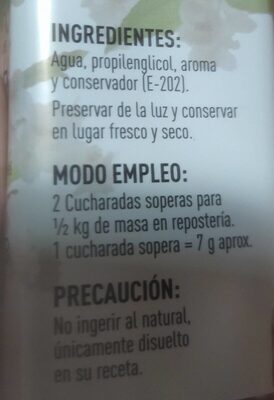 INGREDIENTES:
Agua, propilenglicol, aroma
y conservador (E-202).
Preservar de la luz y conservar
en lugar fresco y seco.
MODO EMPLEO:
2 Cucharadas soperas para
½ kg de masa en repostería.
1 cucharada sopera = 7 g aprox.
PRECAUCIÓN:
No ingerir al natural,
únicamente disuelto
en su receta.